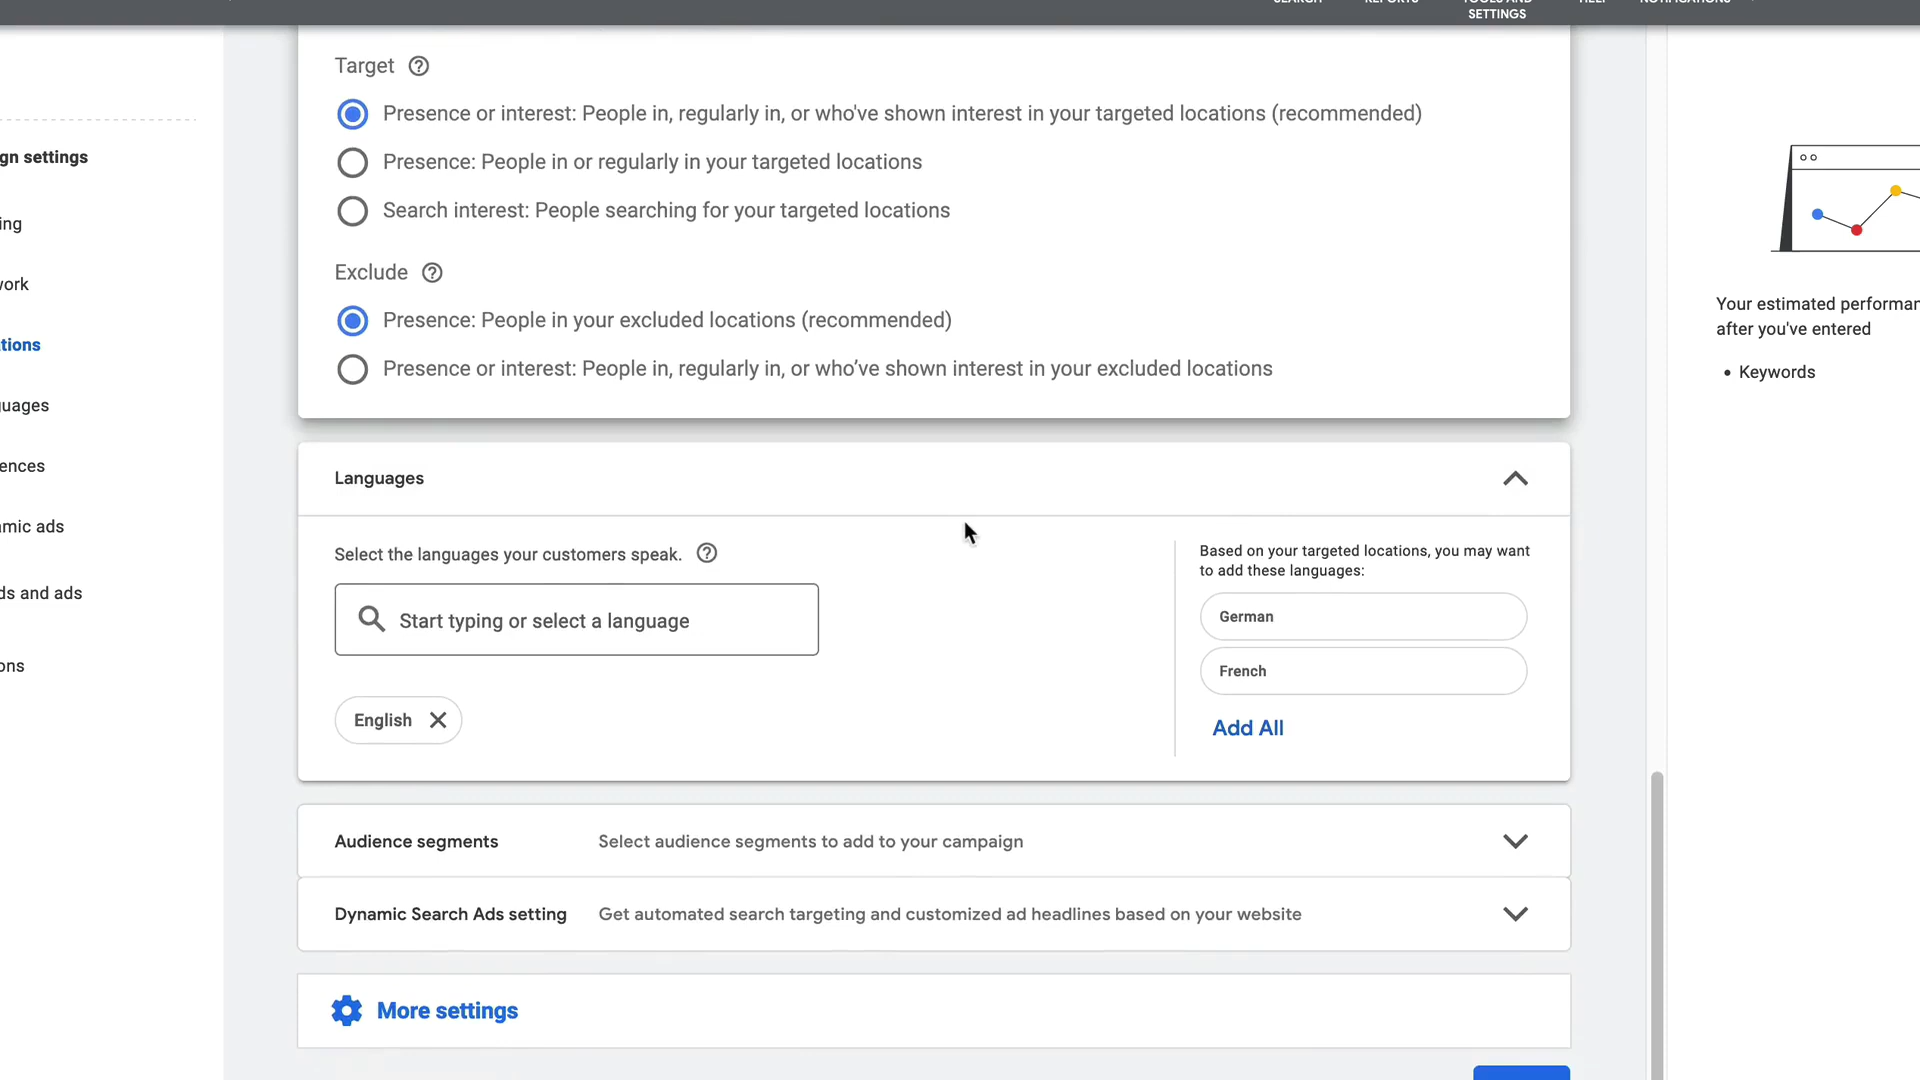 SETTINGS
Target
Presence or interest: People in, regularly in, or who've shown interest in your targeted locations (recommended)
Presence: People in or regularly in your targeted locations
Search interest: People searching for your targeted locations
Exclude
Presence: People in your excluded locations (recommended)
Presence or interest: People in, regularly in, or who’ve shown interest in your excluded locations
gn settings
ing
ork
tions
uages
ences
mic ads
ds and ads
ons
Languages
Select the languages your customers speak.
Start typing or select a language
English
Based on your targeted locations, you may want
to add these languages:
German
French
Add All
Audience segments Select audience segments to add to your campaign
Dynamic Search Ads setting Get automated search targeting and customized ad headlines based on your website
More settings
Your estimated performan
after you've entered
• Keywords